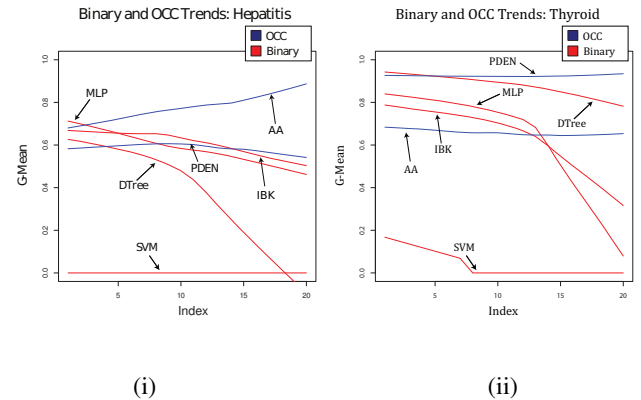 Binary and OCC Trends: Hepatitis
OCC
Binary
G-Mean
0.0
0.2
0.4
0.6
0.8
1.0
MLP
AA
PDEN
DTree
IBK
SVM
5
10
15
20
Index
(i)
Binary and OCC Trends: Thyroid
OCC
Binary
G-Mean
0.0
0.2
0.4
0.6
0.8
1.0
PDEN
MLP
DTree
AA
IBK
SVM
5
10
15
20
Index
(ii)